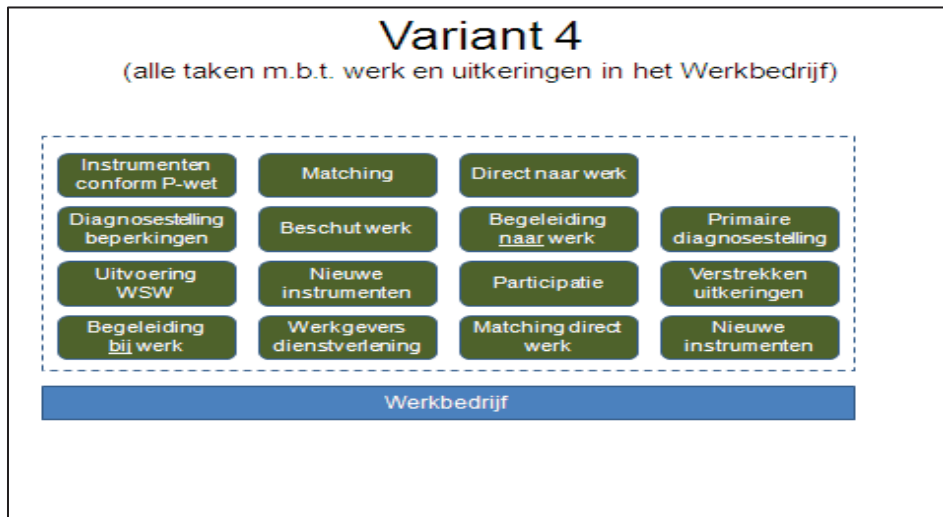 Variant 4
(alle taken m.b.t. werk en uitkeringen in het Werkbedrijf)
Instrumenten
conform P-wet
Matching
Direct naar werk
Diagnosestelling
beperkingen
Beschut werk
Begeleiding
naar werk
Primaire
diagnosestelling
Uitvoering
WSW
Nieuwe
instrumenten
Participatie
Verstrekken
uitkeringen
Begeleiding
bij werk
Werkgevers
dienstverlening
Matching direct
werk
Nieuwe
instrumenten
Werkbedrijf